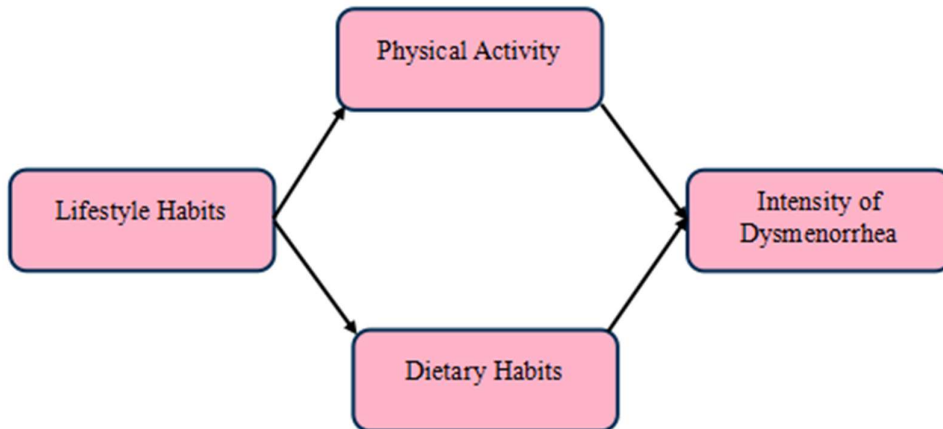 Physical Activity
Lifestyle Habits
Intensity of
Dysmenorrhea
Dietary Habits